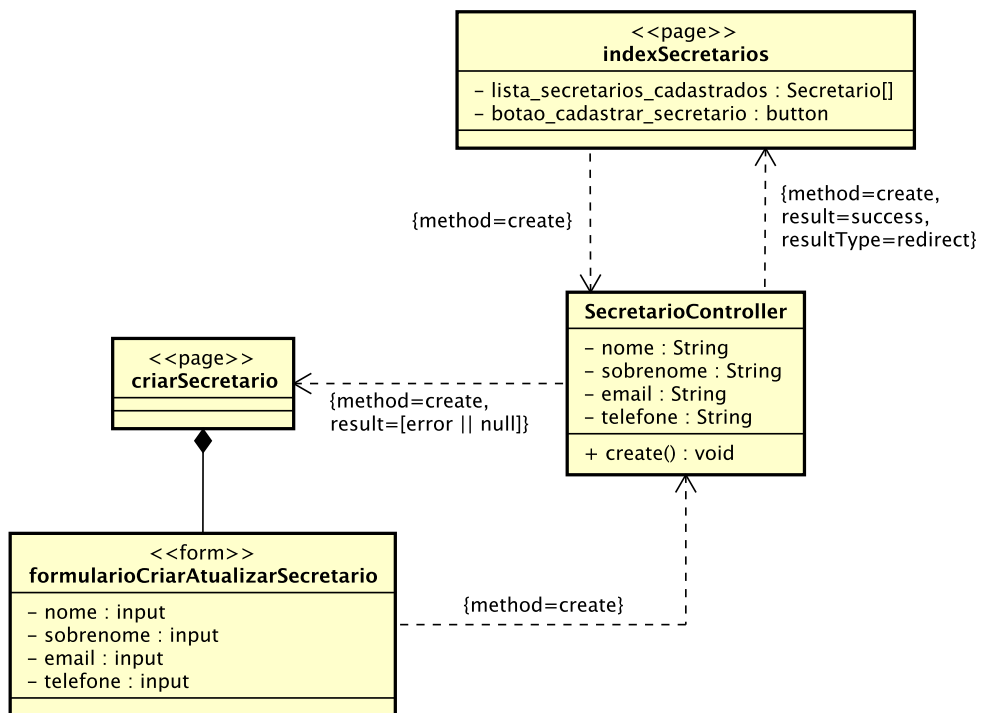 <<page>>
indexSecretarios
- lista_secretarios_cadastrados : Secretario[]
- botao_cadastrar_secretario : button
{method=create}
{method=create,
result=success,
resultType=redirect}
SecretarioController
- nome : String
- sobrenome : String
- email : String
- telefone : String
+ create() : void
<<page>>
criarSecretario
{method=create,
result=[error || null]}
<<form>>
formularioCriarAtualizarSecretario
- nome : input
- sobrenome : input
- email : input
- telefone : input
{method=create}